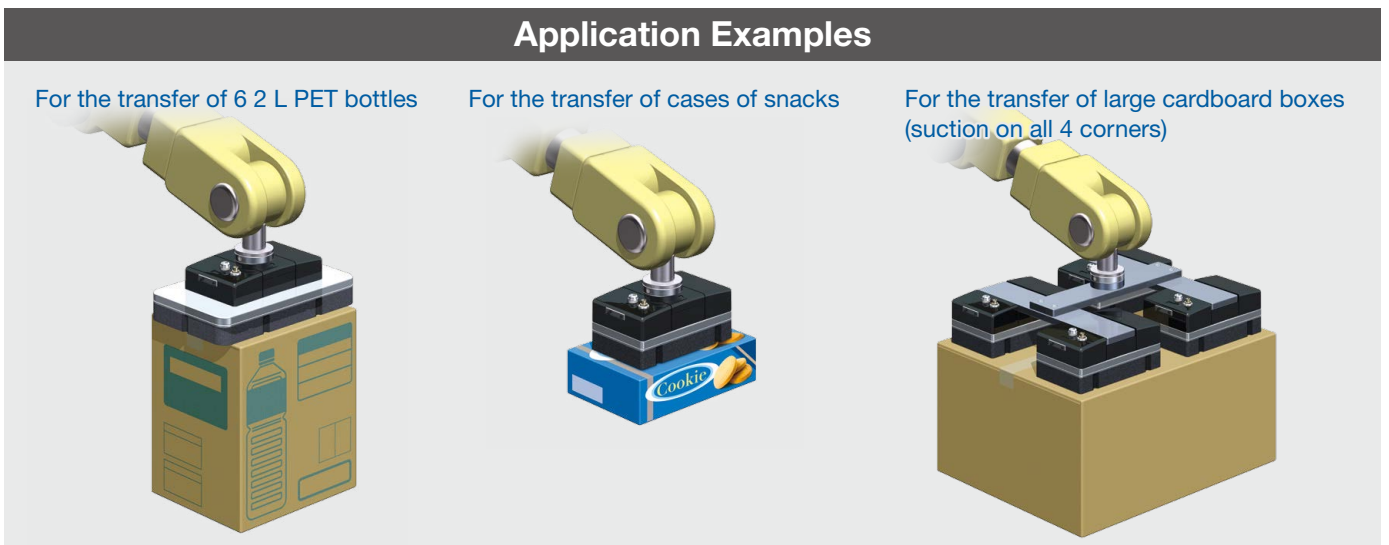 Application Examples
For the transfer of 6 2 L PET bottles
For the transfer of cases of snacks
For the transfer of large cardboard boxes
(suction on all 4 corners)
Cookie